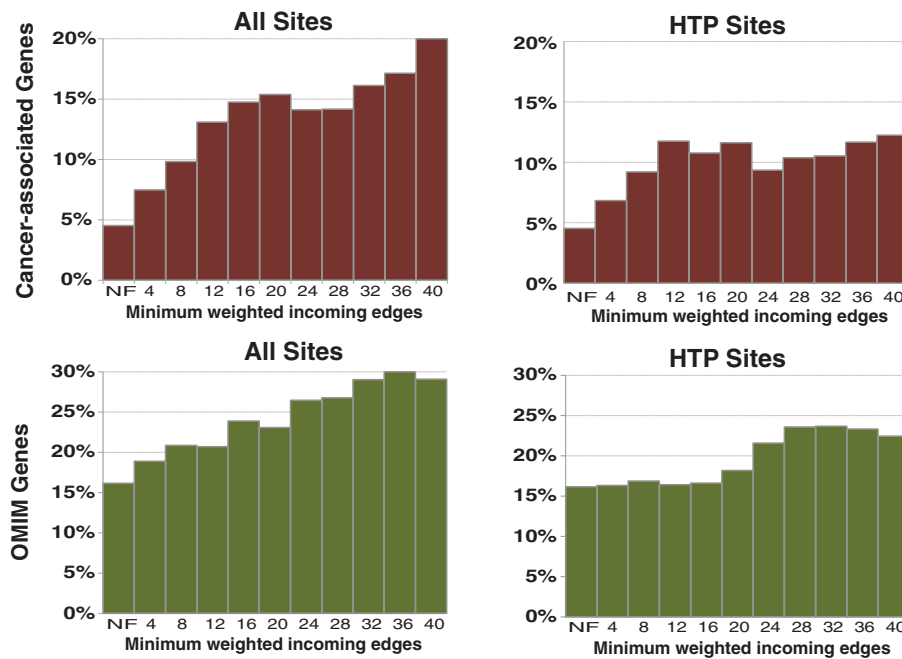 All Sites
Cancer-associated Genes
20%
15%
10%
5%
0%
NF 4 8 12 16 20 24 28 32 36 40
Minimum weighted incoming edges
HTP Sites
20%
15%
10%
5%
0%
NF 4 8 12 16 20 24 28 32 36 40
Minimum weighted incoming edges
All Sites
OMIM Genes
30%
25%
20%
15%
10%
5%
0%
NF 4 8 12 16 20 24 28 32 36 40
Minimum weighted incoming edges
HTP Sites
30%
25%
20%
15%
10%
5%
0%
NF 4 8 12 16 20 24 28 32 36 40
Minimum weighted incoming edges